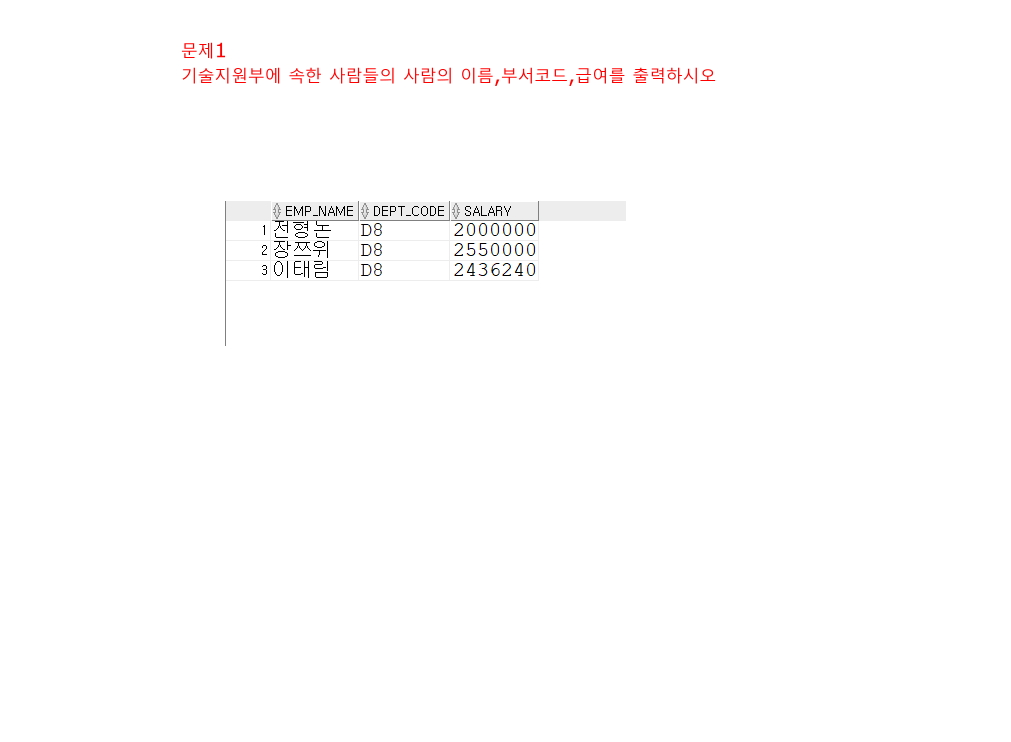 문제1
기술지원부에 속한 사람들의 사람의 이름,부서코드,급여를 출력하시오
EMP_NAME DEPT_CODE SALARY
1 전형돈 D8 2000000
2 장쯔위 D8 2550000
3 이태림 D8 2436240